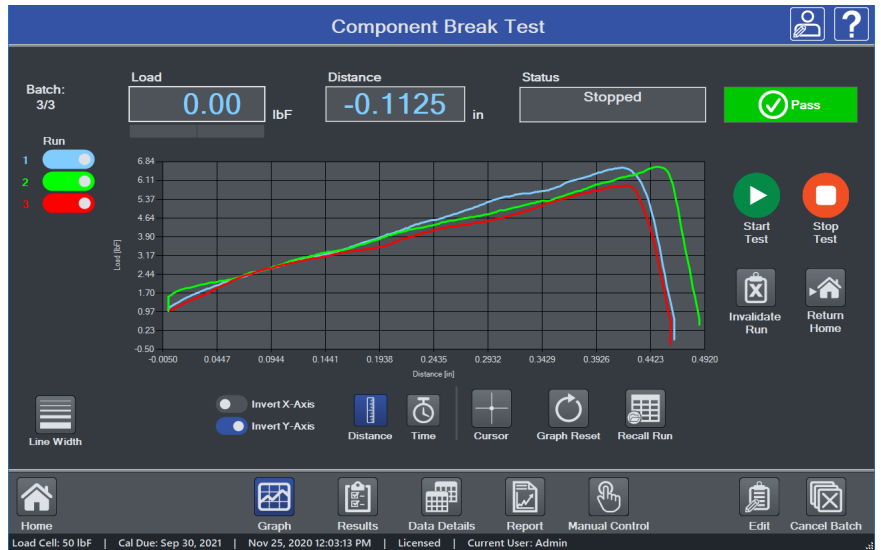 Component Break Test
?
Batch:
3/3
Load
0.00 lbF
Distance
-0.1125 in
Status
Stopped
Pass
Run
1
2
3
6.84
6.11
5.37
4.64
3.90
3.17
2.44
1.70
0.97
0.23
-0.50
Load [lbF]
-0.0050 0.0447 0.0944 0.1441 0.1938 0.2435 0.2932 0.3429 0.3926 0.4423 0.4920
Distance [in]
Start
Test
Stop
Test
Invalidate
Run
Return
Home
Line Width
Invert X-Axis
Invert Y-Axis
Distance
Time
Cursor
Graph Reset
Recall Run
Home
Graph
Results
Data Details
Report
Manual Control
Edit
Cancel Batch
Load Cell: 50 lbF | Cal Due: Sep 30, 2021 | Nov 25, 2020 12:03:13 PM | Licensed | Current User: Admin